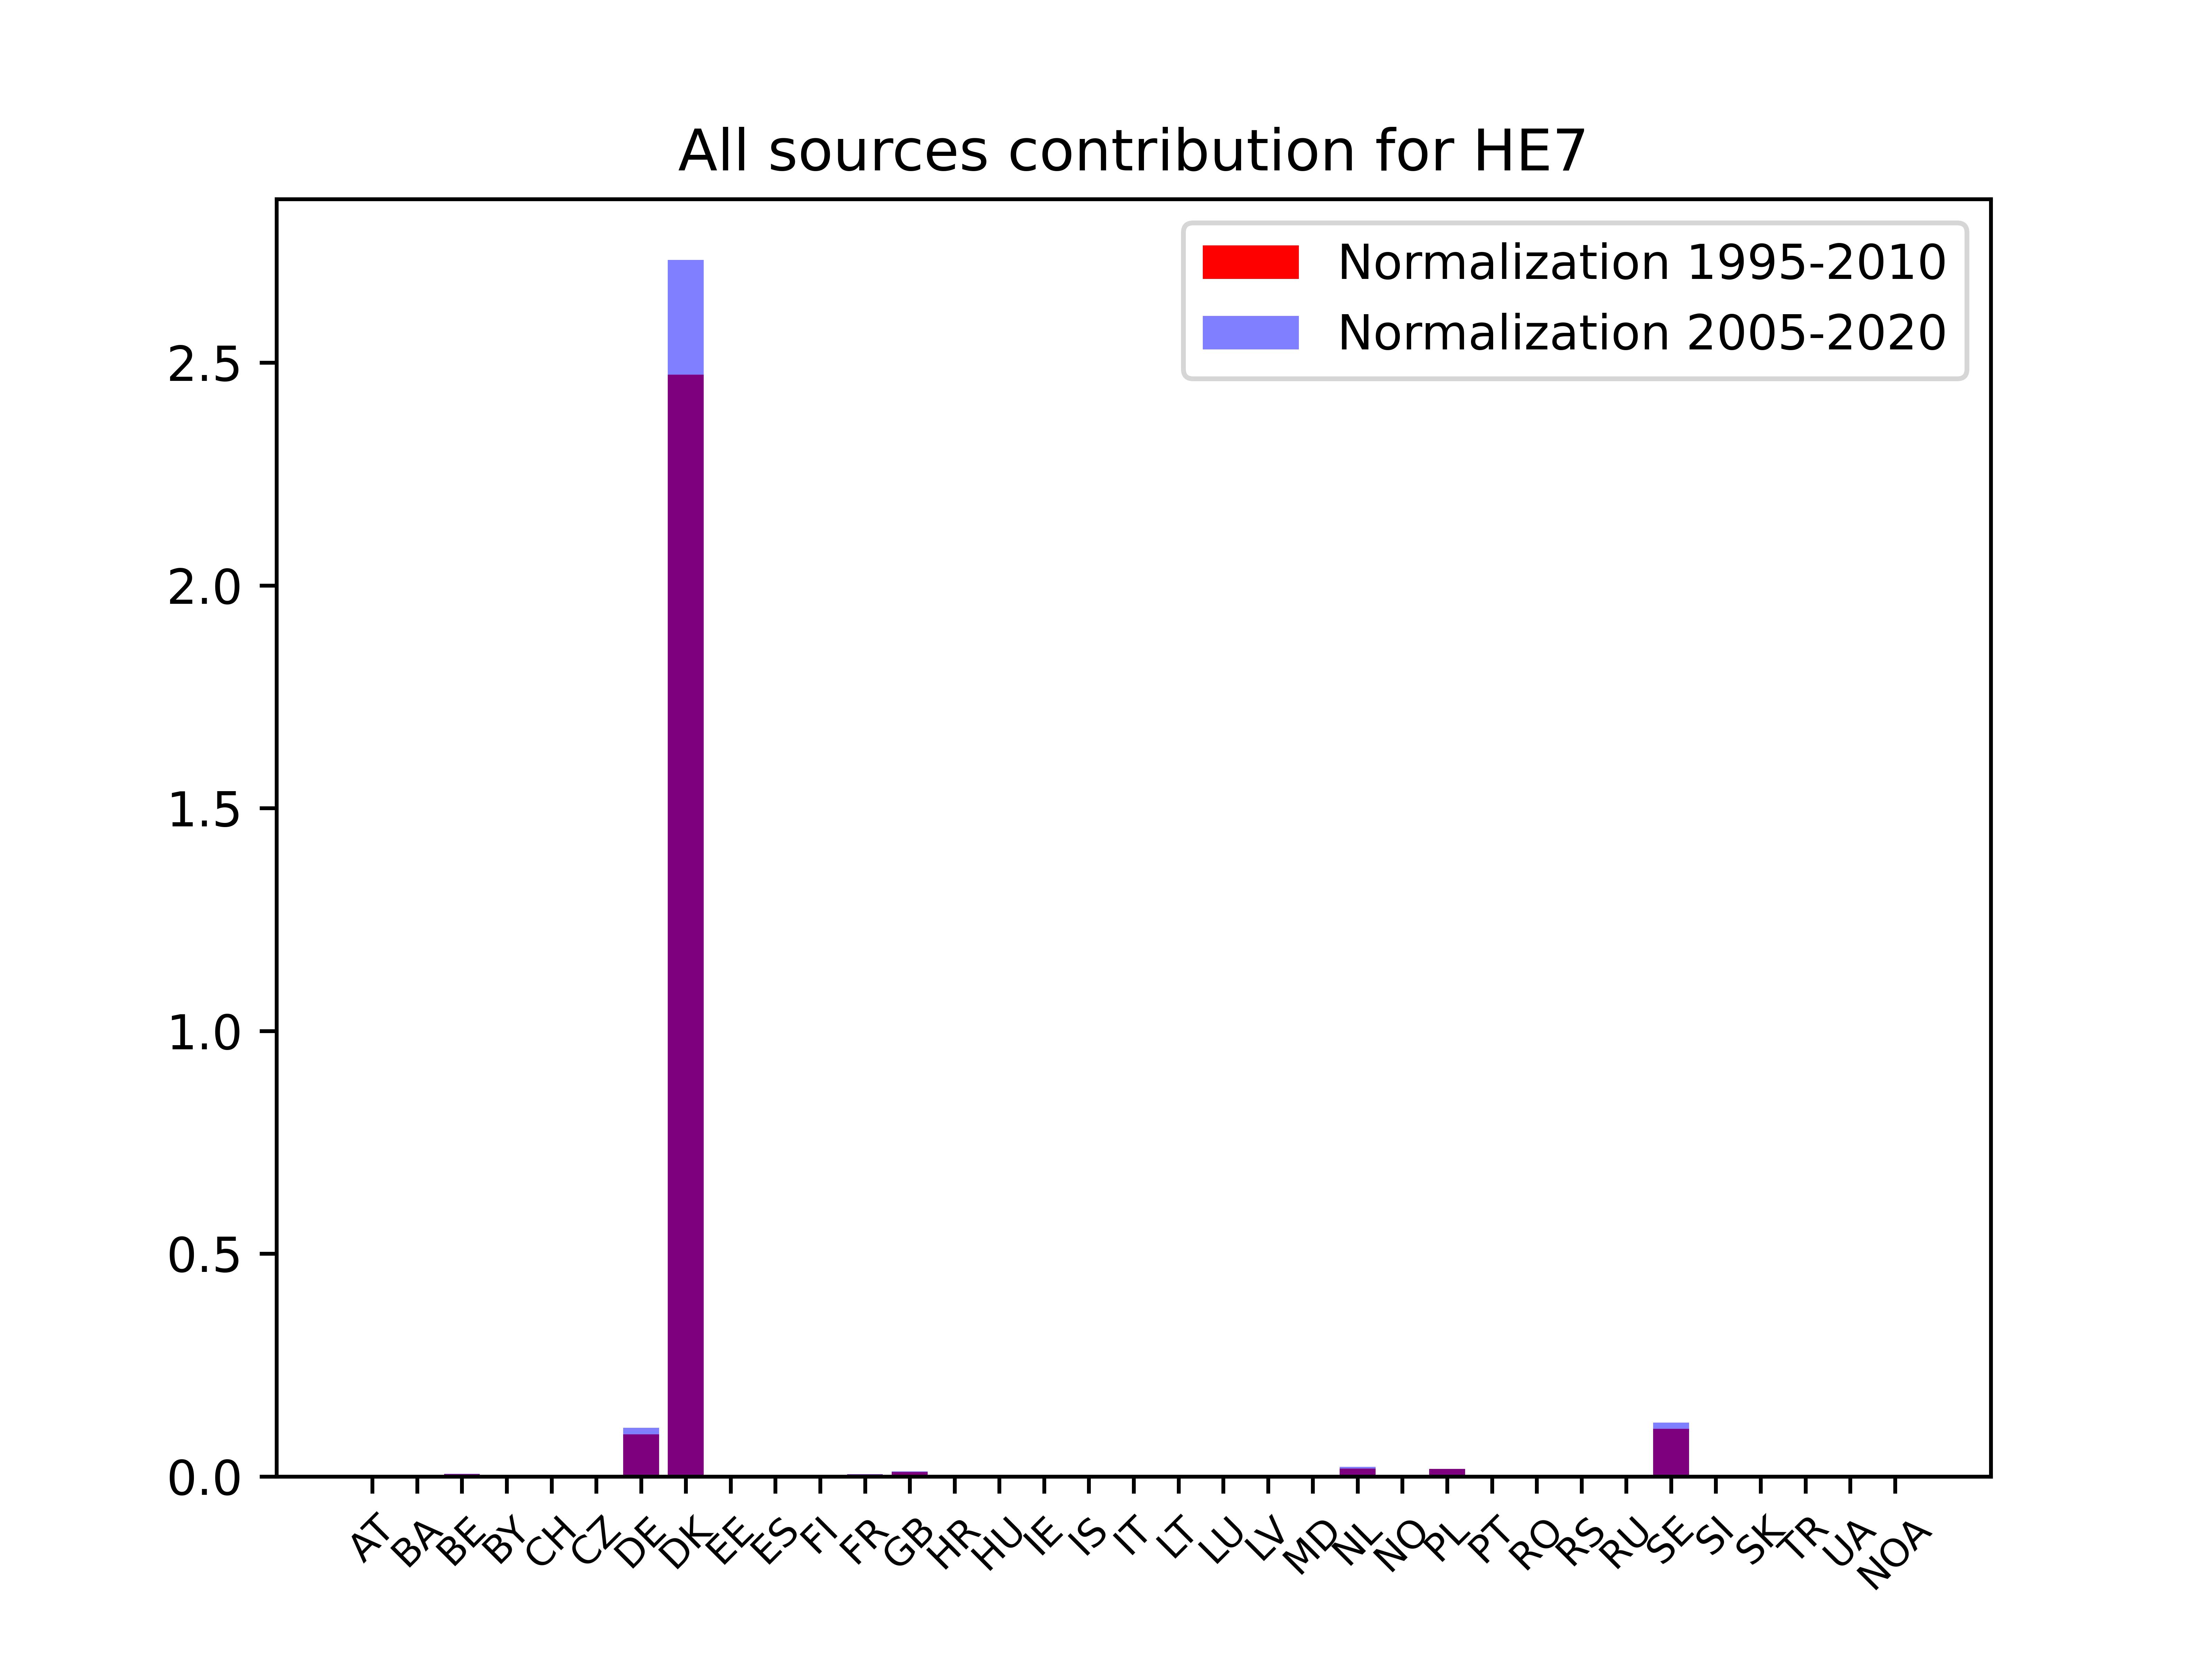 All sources contribution for HE7
Normalization 1995-2010
Normalization 2005-2020
2.5
2.0
1.5
1.0
0.5
0.0
AT BA BE BY CH CZ DE DK EE ES FI FR GB HR HU IE IS IT LT LU LV MD NL NO PL PT RO RS RU SE SI SK TR UA NOA